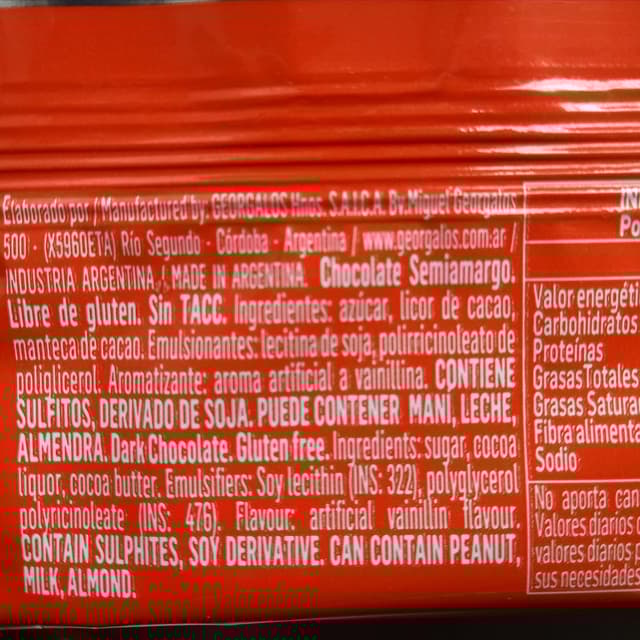 Elaborado por / Manufactured by: GEORGALOS Hnos. S.A.I.C.A. Bv. Miguel Georgalos
500 · (X5960ETA) Río Segundo · Córdoba · Argentina / www.georgalos.com.ar /
INDUSTRIA ARGENTINA / MADE IN ARGENTINA. Chocolate Semiamargo.
Libre de gluten. Sin TACC. Ingredientes: azúcar, licor de cacao,
manteca de cacao. Emulsionantes: lecitina de soja, polirricinoleato de
poliglicerol. Aromatizante: aroma artificial a vainillina. CONTIENE
SULFITOS, DERIVADO DE SOJA. PUEDE CONTENER MANÍ, LECHE,
ALMENDRA. Dark Chocolate. Gluten free. Ingredients: sugar, cocoa
liquor, cocoa butter. Emulsifiers: Soy lecithin (INS: 322), polyglycerol
polyricinoleate (INS: 476). Flavour: artificial vainillin flavour.
CONTAIN SULPHITES, SOY DERIVATIVE. CAN CONTAIN PEANUT,
MILK, ALMOND.
IN
Po
Valor energéti
Carbohidratos
Proteínas
Grasas Totales
Grasas Satura
Fibra alimenta
Sodio
No aporta can
Valores diarios
valores diarios
sus necesidades